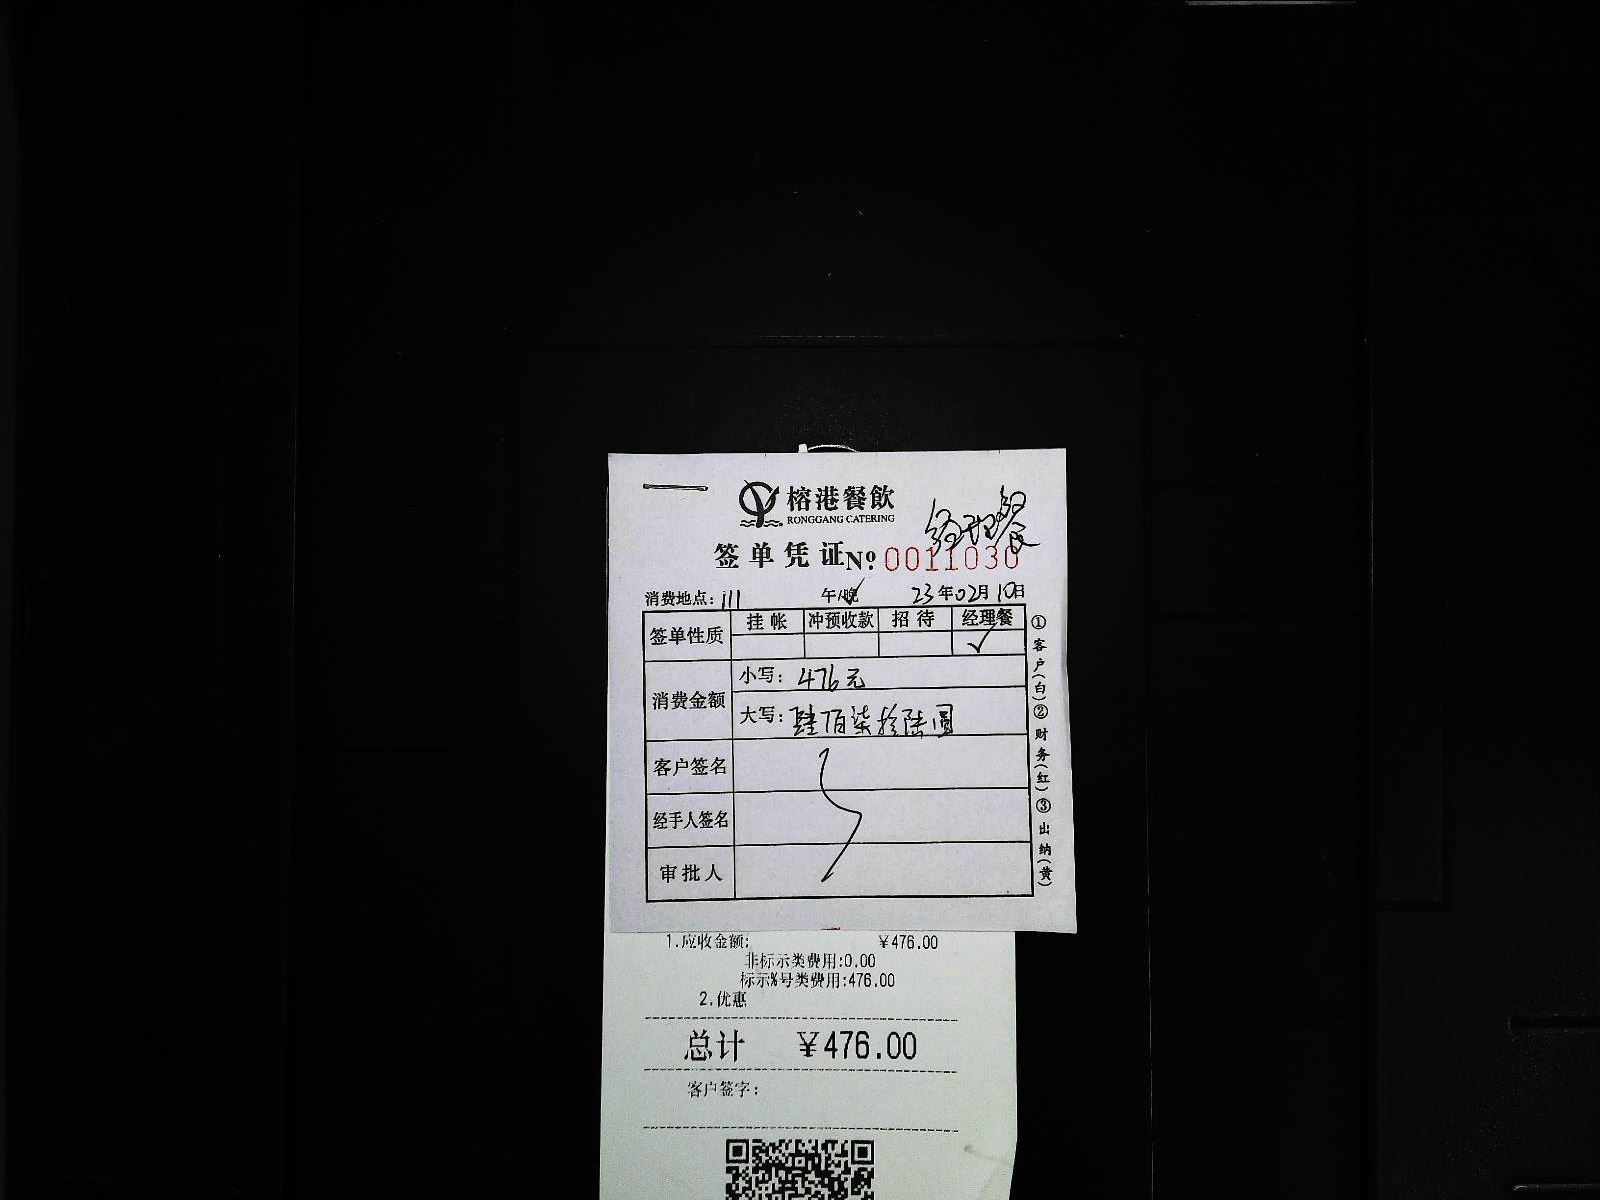 榕港餐飲
RONGGANG CATERING
经理餐
签单凭证 №: 0011030
消费地点: 111 午/晚 23年02月10日
签单性质 挂帐 冲预收款 招待 经理餐
√
消费金额 小写: 476元
大写: 肆佰柒拾陆圆
客户签名
经手人签名
审批人
①客户(白)②财务(红)③出纳(黄)
1.应收金额: ¥476.00
非标示类费用:0.00
标示%号类费用:476.00
2.优惠
总计 ¥476.00
客户签字: